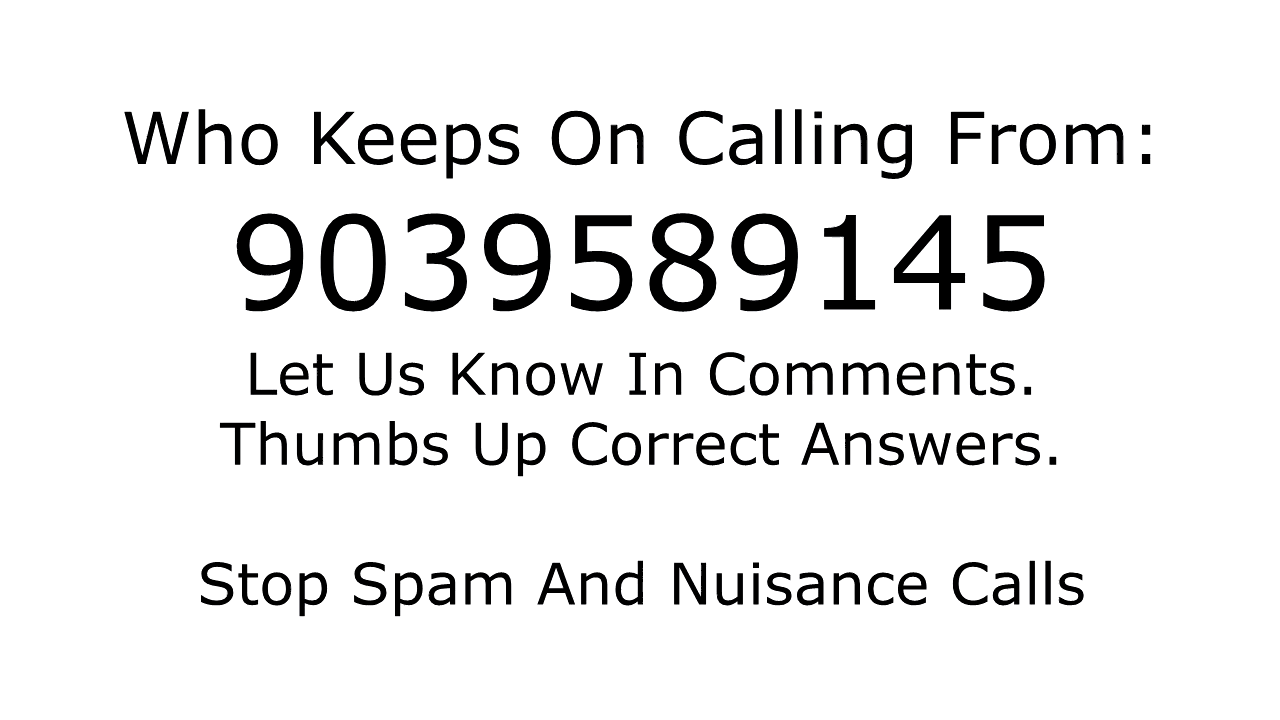 Who Keeps On Calling From:
9039589145
Let Us Know In Comments.
Thumbs Up Correct Answers.
Stop Spam And Nuisance Calls